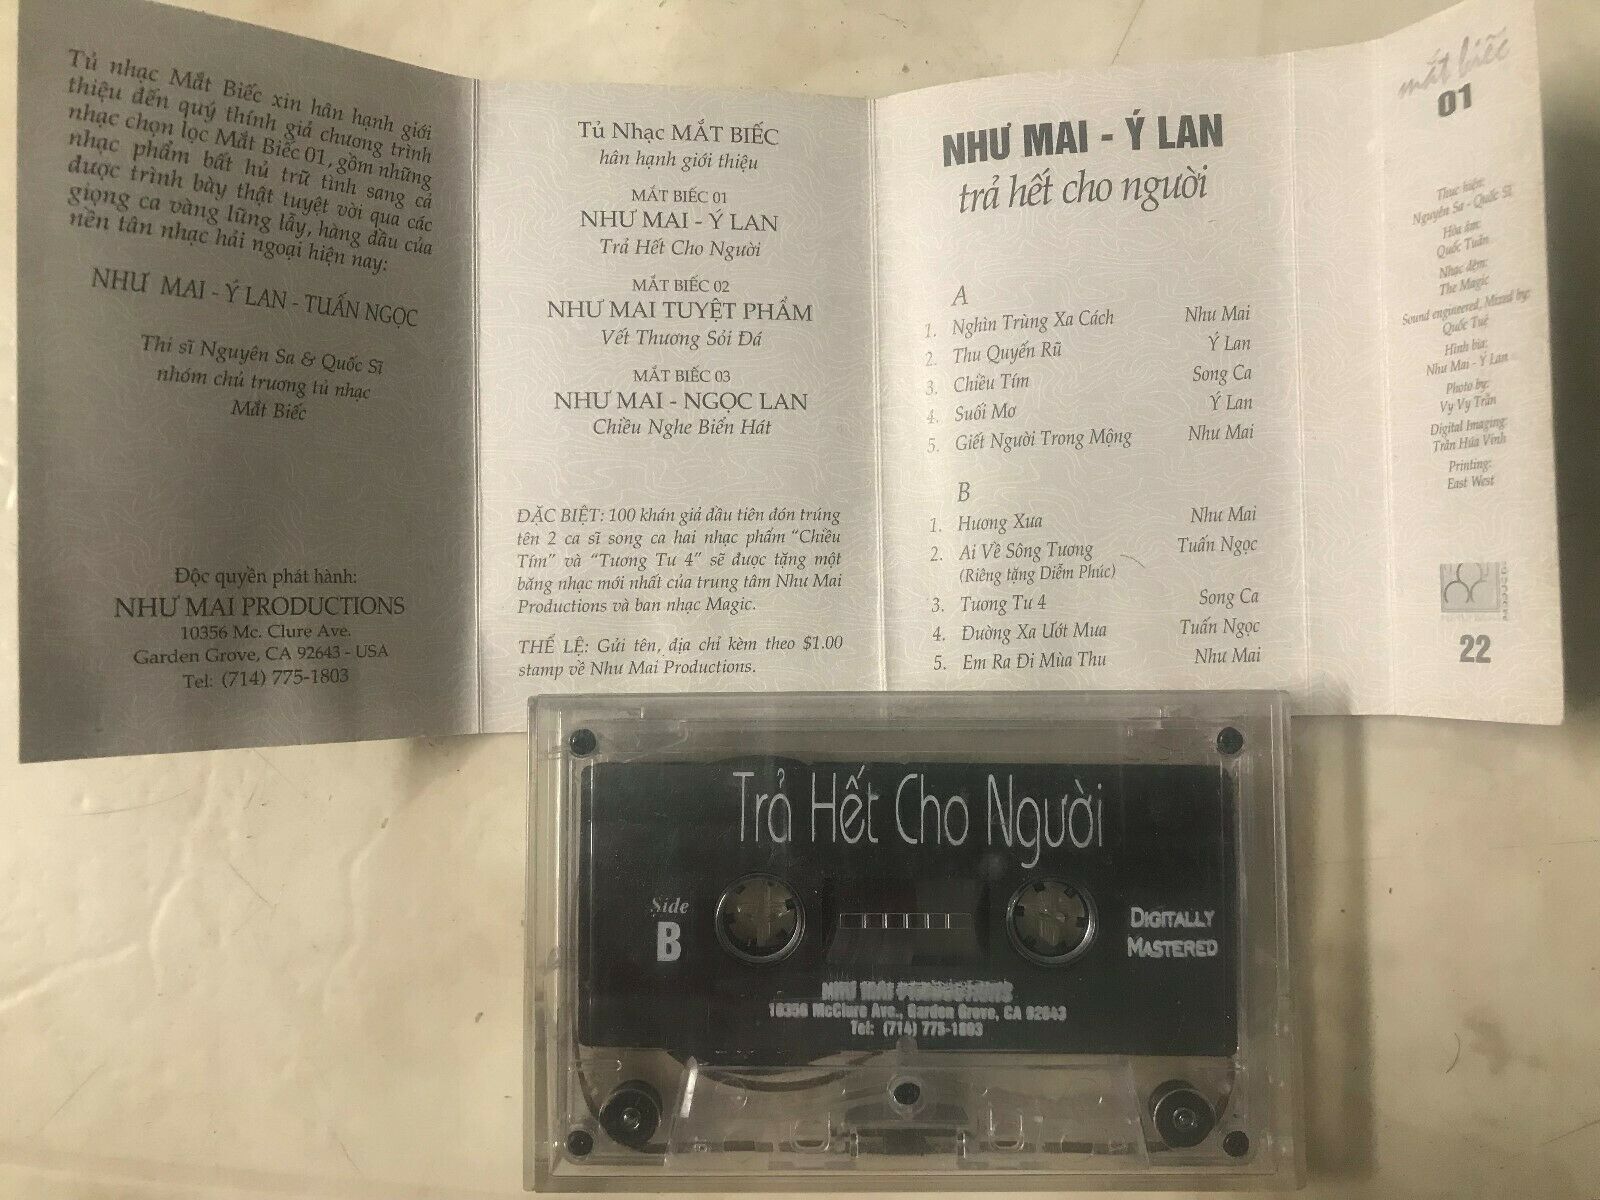 Tủ nhạc Mắt Biếc xin hân hạnh giới
thiệu đến quý thính giả chương trình
nhạc chọn lọc Mắt Biếc 01, gồm những
nhạc phẩm bất hủ trữ tình sang cả
được trình bày thật tuyệt vời qua các
giọng ca vàng lừng lẫy, hàng đầu của
nền tân nhạc hải ngoại hiện nay:
NHƯ MAI - Ý LAN - TUẤN NGỌC
Thi sĩ Nguyên Sa & Quốc Sĩ
nhóm chủ trương tủ nhạc
Mắt Biếc
Độc quyền phát hành:
NHƯ MAI PRODUCTIONS
10356 Mc. Clure Ave.
Garden Grove, CA 92643 - USA
Tel: (714) 775-1803
Tủ Nhạc MẮT BIẾC
hân hạnh giới thiệu
MẮT BIẾC 01
NHƯ MAI - Ý LAN
Trả Hết Cho Người
MẮT BIẾC 02
NHƯ MAI TUYỆT PHẨM
Vết Thương Sỏi Đá
MẮT BIẾC 03
NHƯ MAI - NGỌC LAN
Chiều Nghe Biển Hát
ĐẶC BIỆT: 100 khán giả đầu tiên đón trúng
tên 2 ca sĩ song ca hai nhạc phẩm "Chiều
Tím" và "Tương Tư 4" sẽ được tặng một
băng nhạc mới nhất của trung tâm Như Mai
Productions và ban nhạc Magic.
THỂ LỆ: Gửi tên, địa chỉ kèm theo $1.00
stamp về Như Mai Productions.
NHƯ MAI - Ý LAN
trả hết cho người
A
1. Nghìn Trùng Xa Cách Như Mai
2. Thu Quyến Rũ Ý Lan
3. Chiều Tím Song Ca
4. Suối Mơ Ý Lan
5. Giết Người Trong Mộng Như Mai
B
1. Hương Xưa Như Mai
2. Ai Về Sông Tương Tuấn Ngọc
(Riêng tặng Diễm Phúc)
3. Tương Tư 4 Song Ca
4. Đường Xa Ướt Mưa Tuấn Ngọc
5. Em Ra Đi Mùa Thu Như Mai
mắt biếc
01
Thực hiện:
Nguyên Sa - Quốc Sĩ
Hòa âm:
Quốc Tuấn
Nhạc đệm:
The Magic
Sound engineered, Mixed by:
Quốc Tuệ
Hình bìa:
Như Mai - Ý Lan
Photo by:
Vy Vy Trần
Digital Imaging:
Trần Hứa Vinh
Printing:
East West
22
Trả Hết Cho Người
Side
B
DIGITALLY
MASTERED
NHƯ MAI PRODUCTIONS
10356 McClure Ave., Garden Grove, CA 92643
Tel: (714) 775-1803